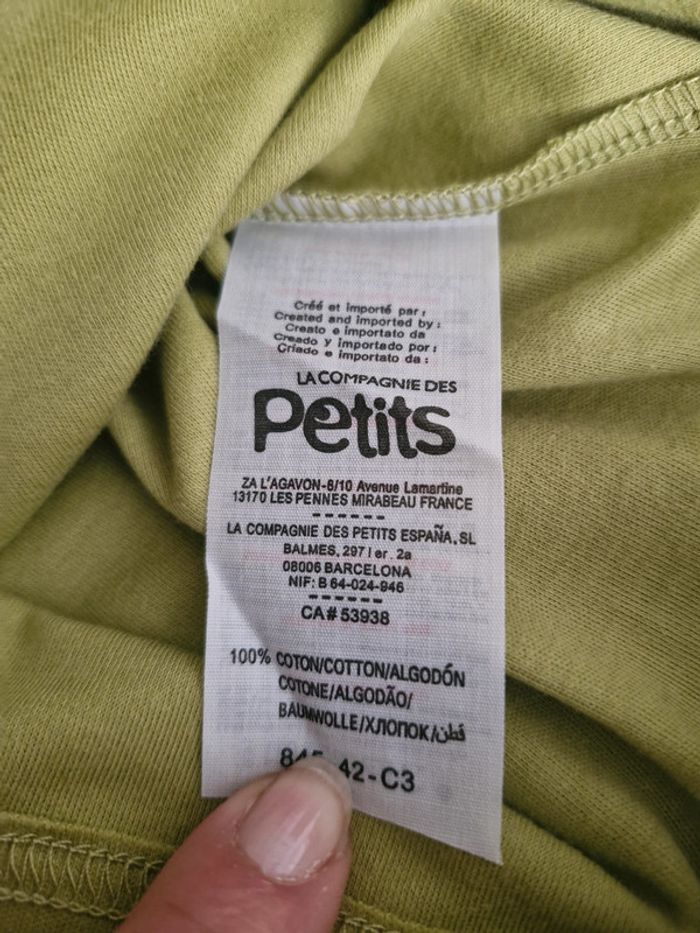 Créé et importé par :
Created and imported by :
Creato e importato da
Creado y importado por :
Criado e importato da :
LA COMPAGNIE DES
Petits
ZA L'AGAVON-8/10 Avenue Lamartine
13170 LES PENNES MIRABEAU FRANCE
LA COMPAGNIE DES PETITS ESPAÑA, SL
BALMES, 297 1 er. 2a
08006 BARCELONA
NIF: B 64-024-946
CA# 53938
100% COTON/COTTON/ALGODÓN
COTONE/ALGODÃO/
BAUMWOLLE/ХЛОПОК/قطن
42-C3